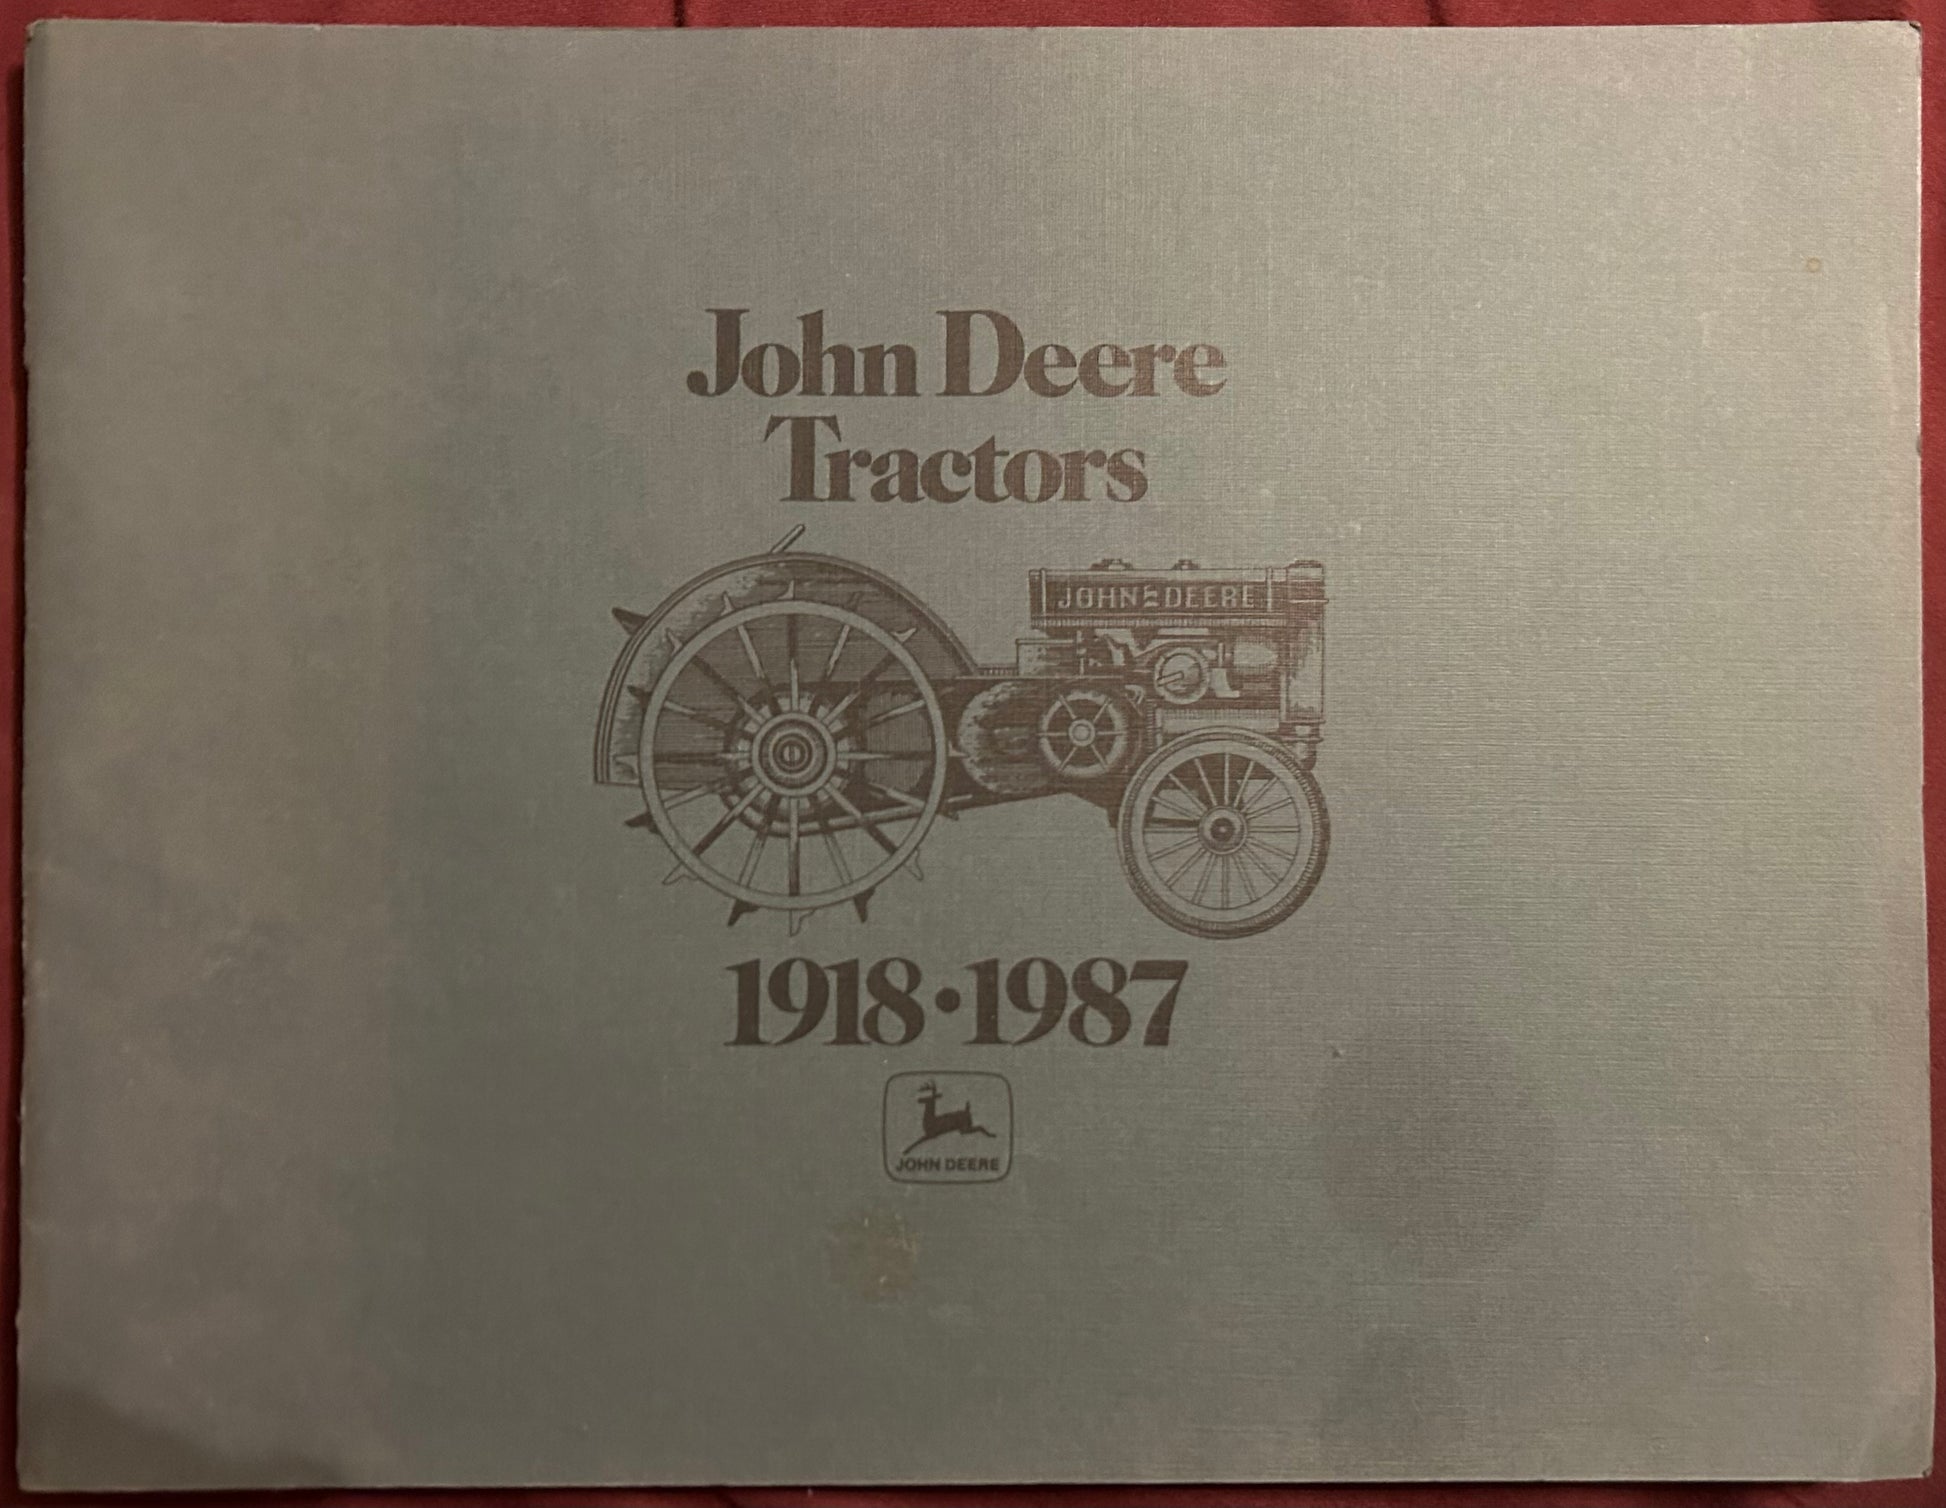 John Deere
Tractors
JOHN DEERE
1918•1987
JOHN DEERE